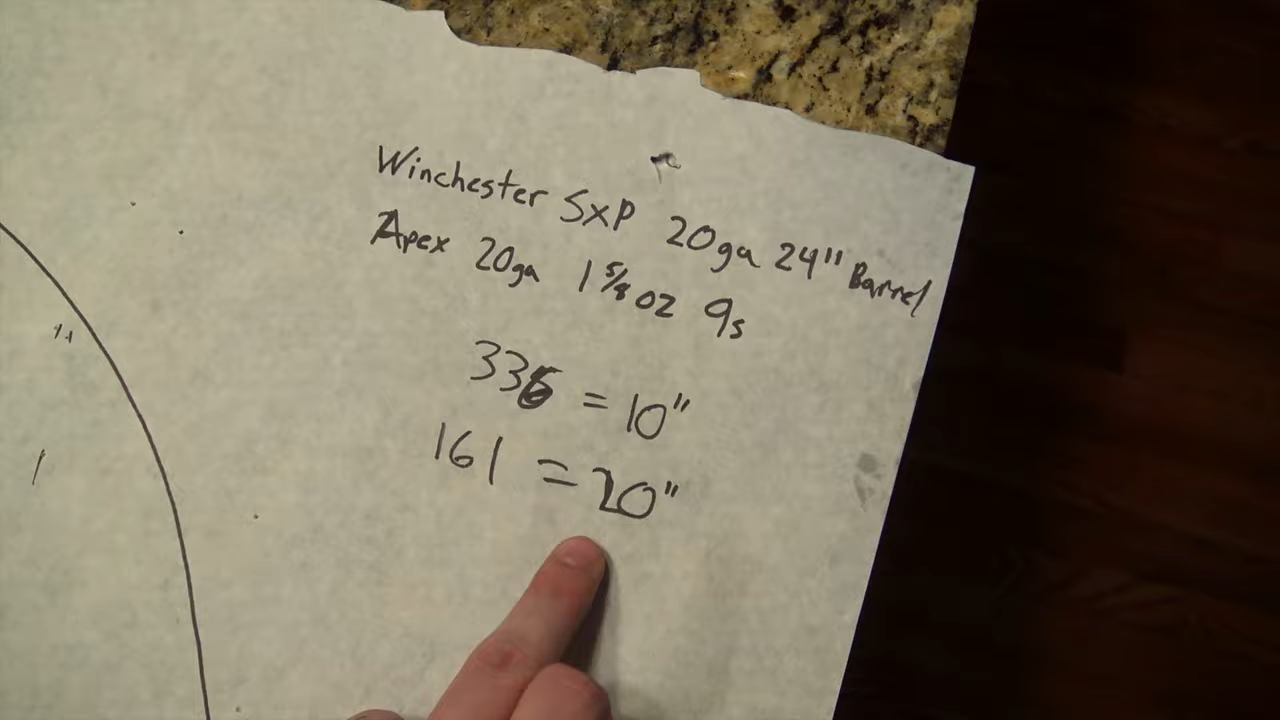 Winchester SxP 20ga 24" Barrel
Apex 20ga 1 5/8 oz 9s
336 = 10"
161 = 20"